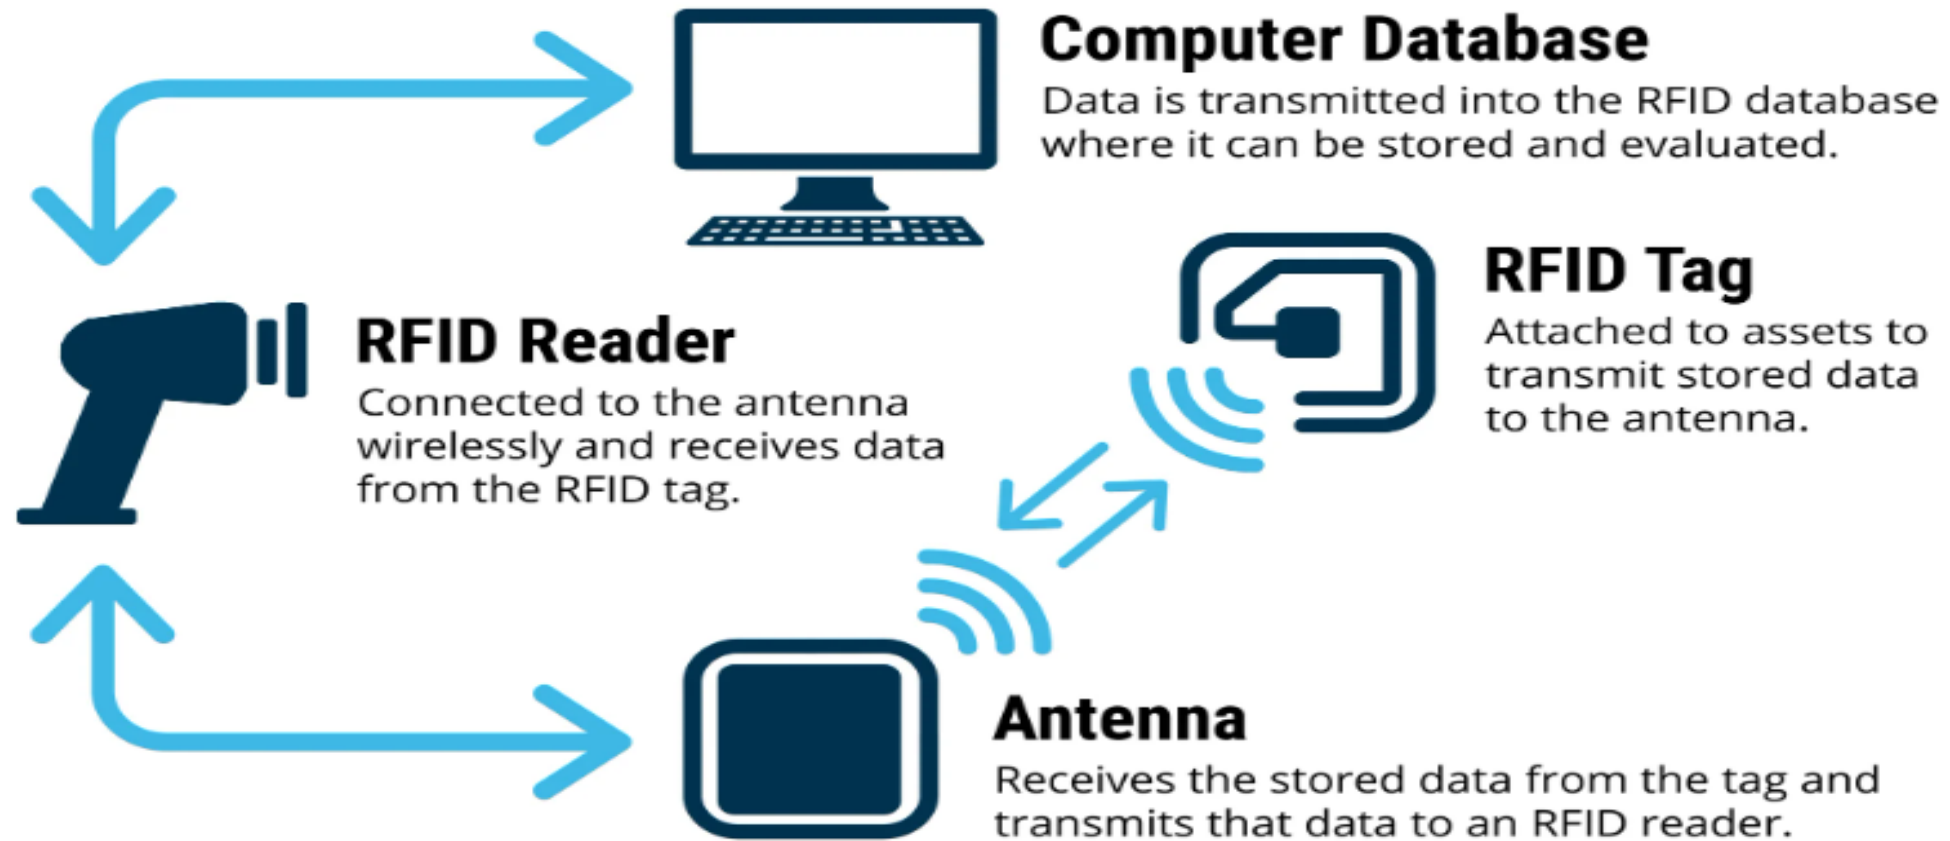 Computer Database
Data is transmitted into the RFID database
where it can be stored and evaluated.
RFID Tag
Attached to assets to
transmit stored data
to the antenna.
RFID Reader
Connected to the antenna
wirelessly and receives data
from the RFID tag.
Antenna
Receives the stored data from the tag and
transmits that data to an RFID reader.